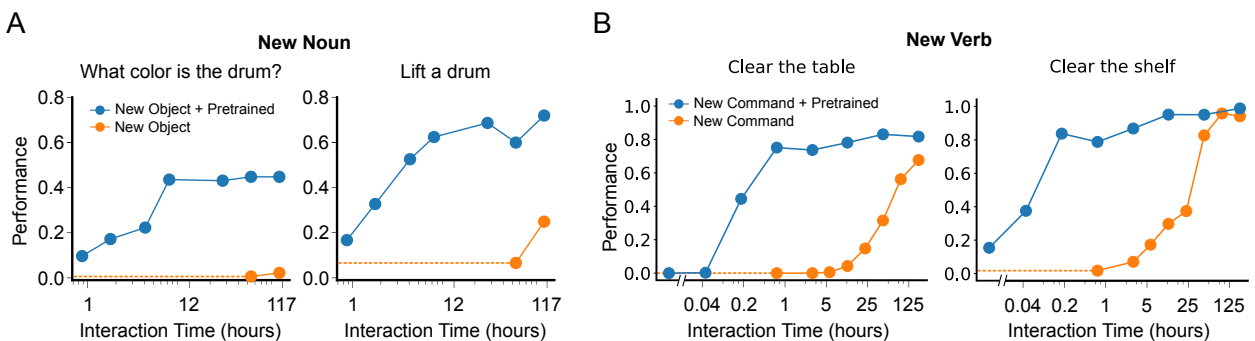 A
New Noun
What color is the drum?
Lift a drum
New Object + Pretrained
New Object
Performance
0.8
0.6
0.4
0.2
0.0
1
12
117
Interaction Time (hours)
0.8
0.6
0.4
0.2
0.0
1
12
117
Interaction Time (hours)
B
New Verb
Clear the table
Clear the shelf
New Command + Pretrained
New Command
Performance
1.0
0.8
0.6
0.4
0.2
0.0
0.04
0.2
1
5
25
125
Interaction Time (hours)
1.0
0.8
0.6
0.4
0.2
0.0
0.04
0.2
1
5
25
125
Interaction Time (hours)